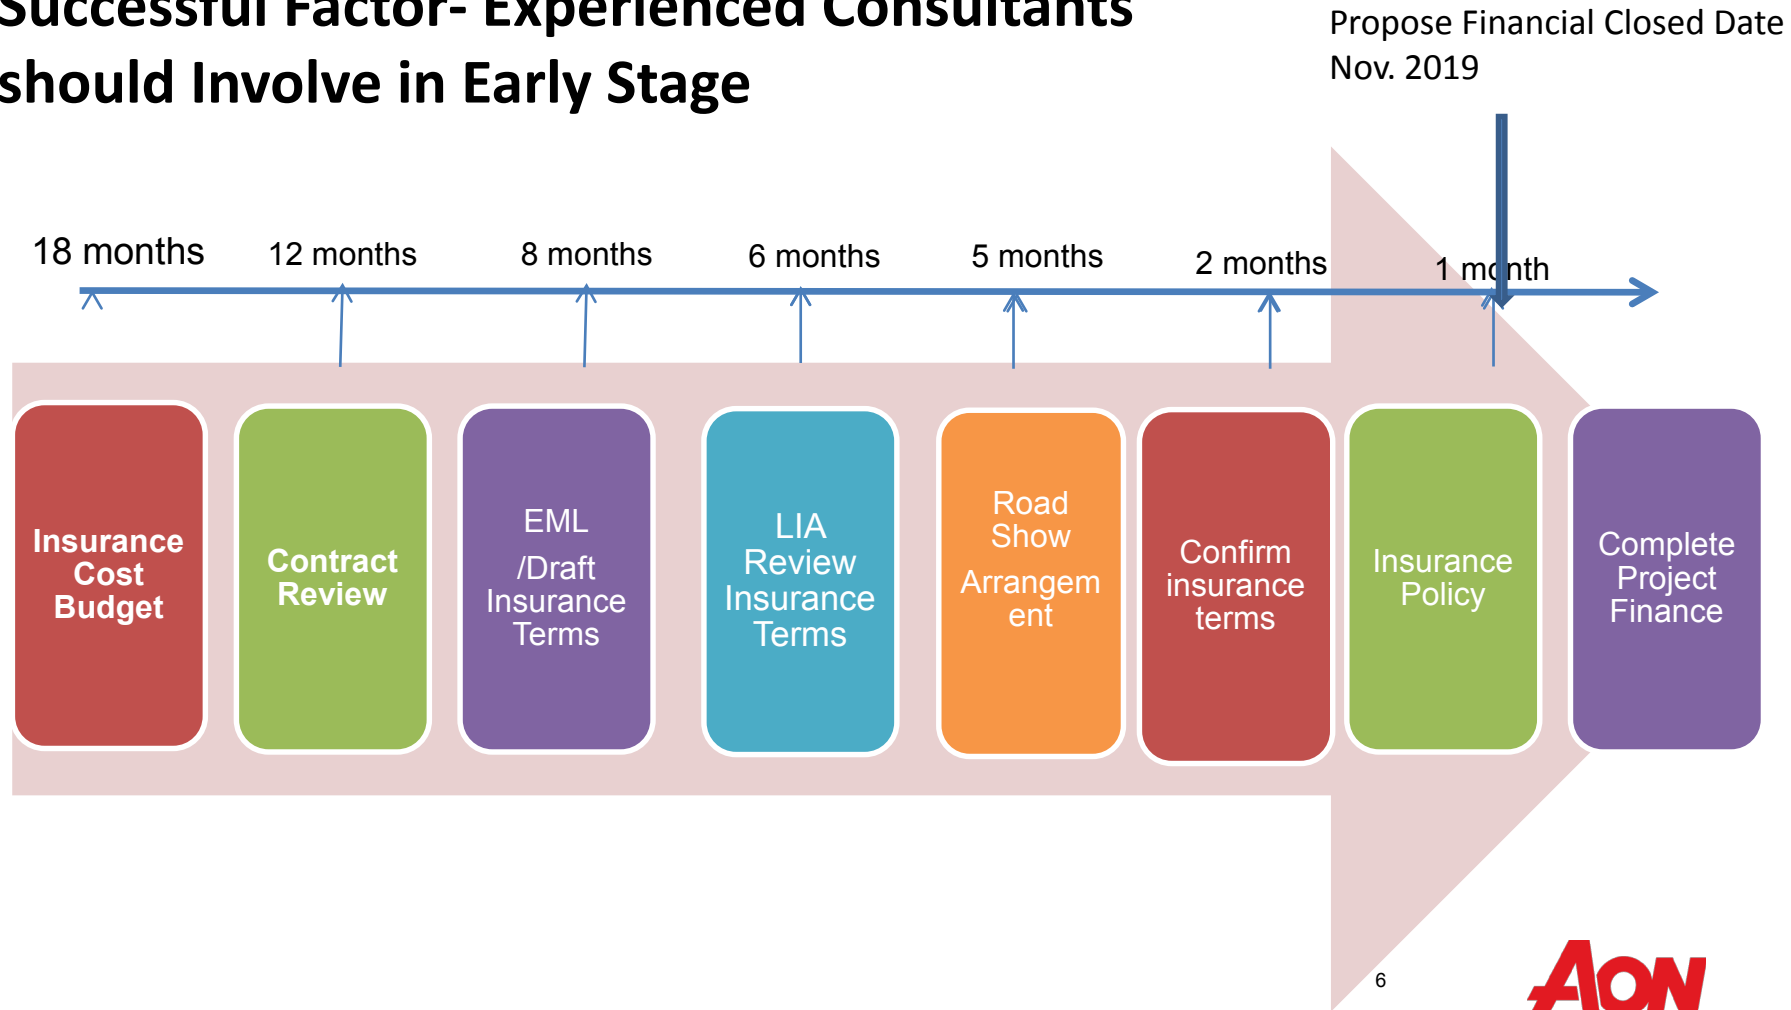 Successful Factor- Experienced Consultants
should Involve in Early Stage
Propose Financial Closed Date
Nov. 2019
18 months
12 months
8 months
6 months
5 months
2 months
1 month
Insurance
Cost
Budget
Contract
Review
EML
/Draft
Insurance
Terms
LIA
Review
Insurance
Terms
Road
Show
Arrangem
ent
Confirm
insurance
terms
Insurance
Policy
Complete
Project
Finance
6
AON